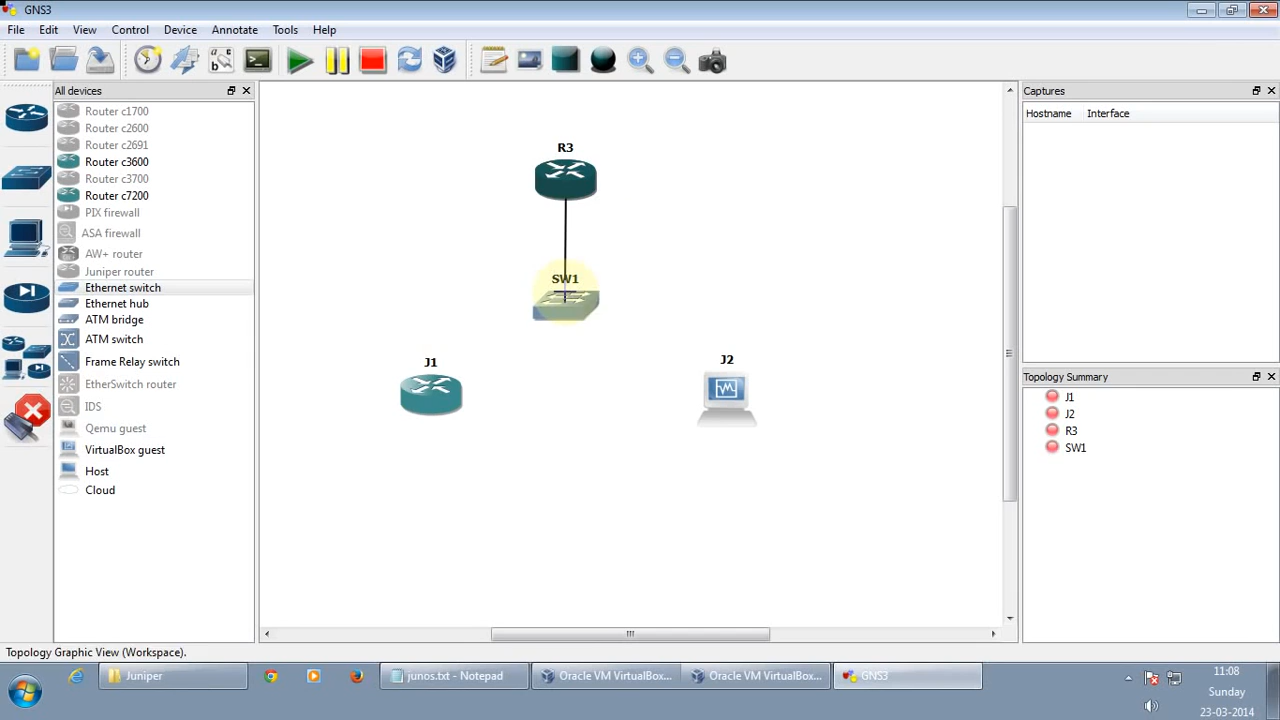 GNS3
File Edit View Control Device Annotate Tools Help
All devices
Router c1700
Router c2600
Router c2691
Router c3600
Router c3700
Router c7200
PIX firewall
ASA firewall
AW+ router
Juniper router
Ethernet switch
Ethernet hub
ATM bridge
ATM switch
Frame Relay switch
EtherSwitch router
IDS
Qemu guest
VirtualBox guest
Host
Cloud
R3
SW1
J1
J2
Captures
Hostname Interface
Topology Summary
J1
J2
R3
SW1
Topology Graphic View (Workspace).
Juniper
junos.txt - Notepad
Oracle VM VirtualBox...
Oracle VM VirtualBox...
GNS3
11:08
Sunday
23-03-2014